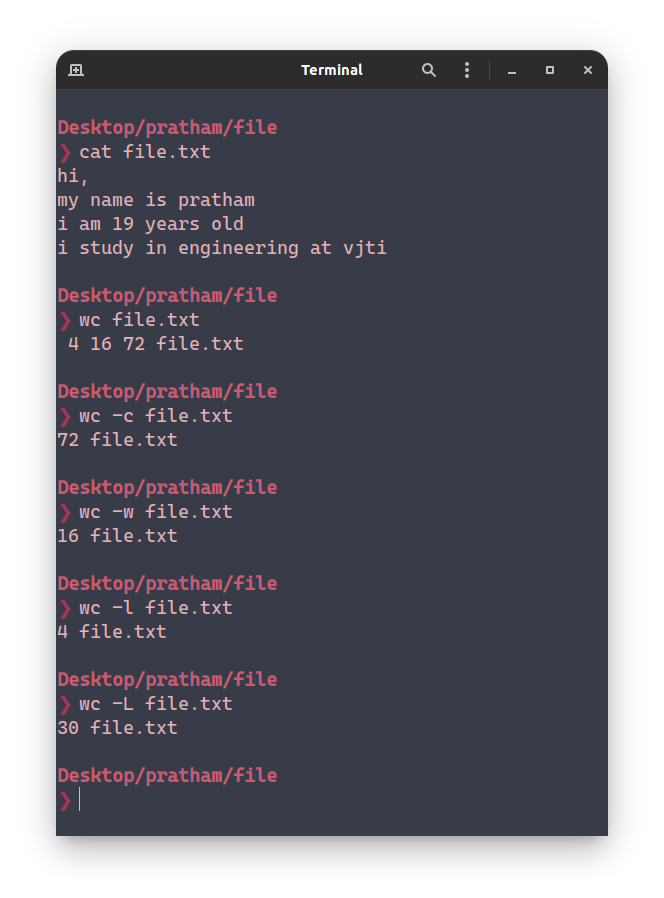 Terminal
Desktop/pratham/file
❯ cat file.txt
hi,
my name is pratham
i am 19 years old
i study in engineering at vjti
Desktop/pratham/file
❯ wc file.txt
 4 16 72 file.txt
Desktop/pratham/file
❯ wc -c file.txt
72 file.txt
Desktop/pratham/file
❯ wc -w file.txt
16 file.txt
Desktop/pratham/file
❯ wc -l file.txt
4 file.txt
Desktop/pratham/file
❯ wc -L file.txt
30 file.txt
Desktop/pratham/file
❯